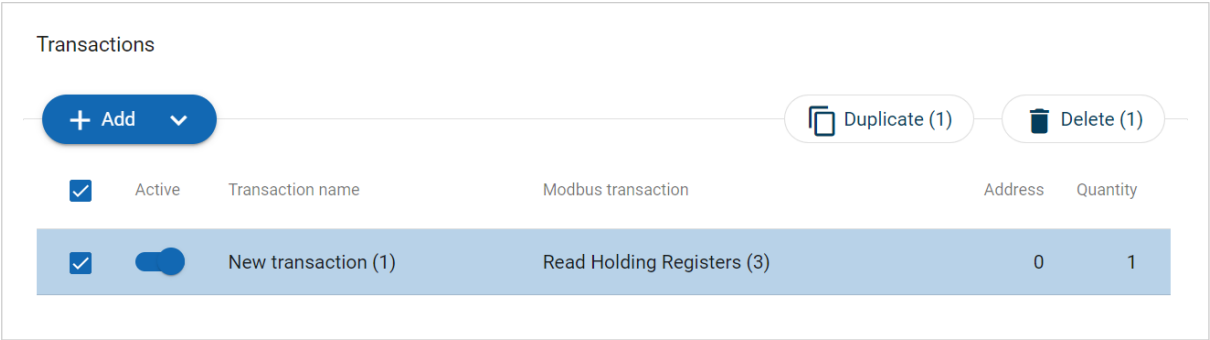 Transactions
Add
Duplicate (1)
Delete (1)
Active Transaction name Modbus transaction Address Quantity
New transaction (1) Read Holding Registers (3) 0 1